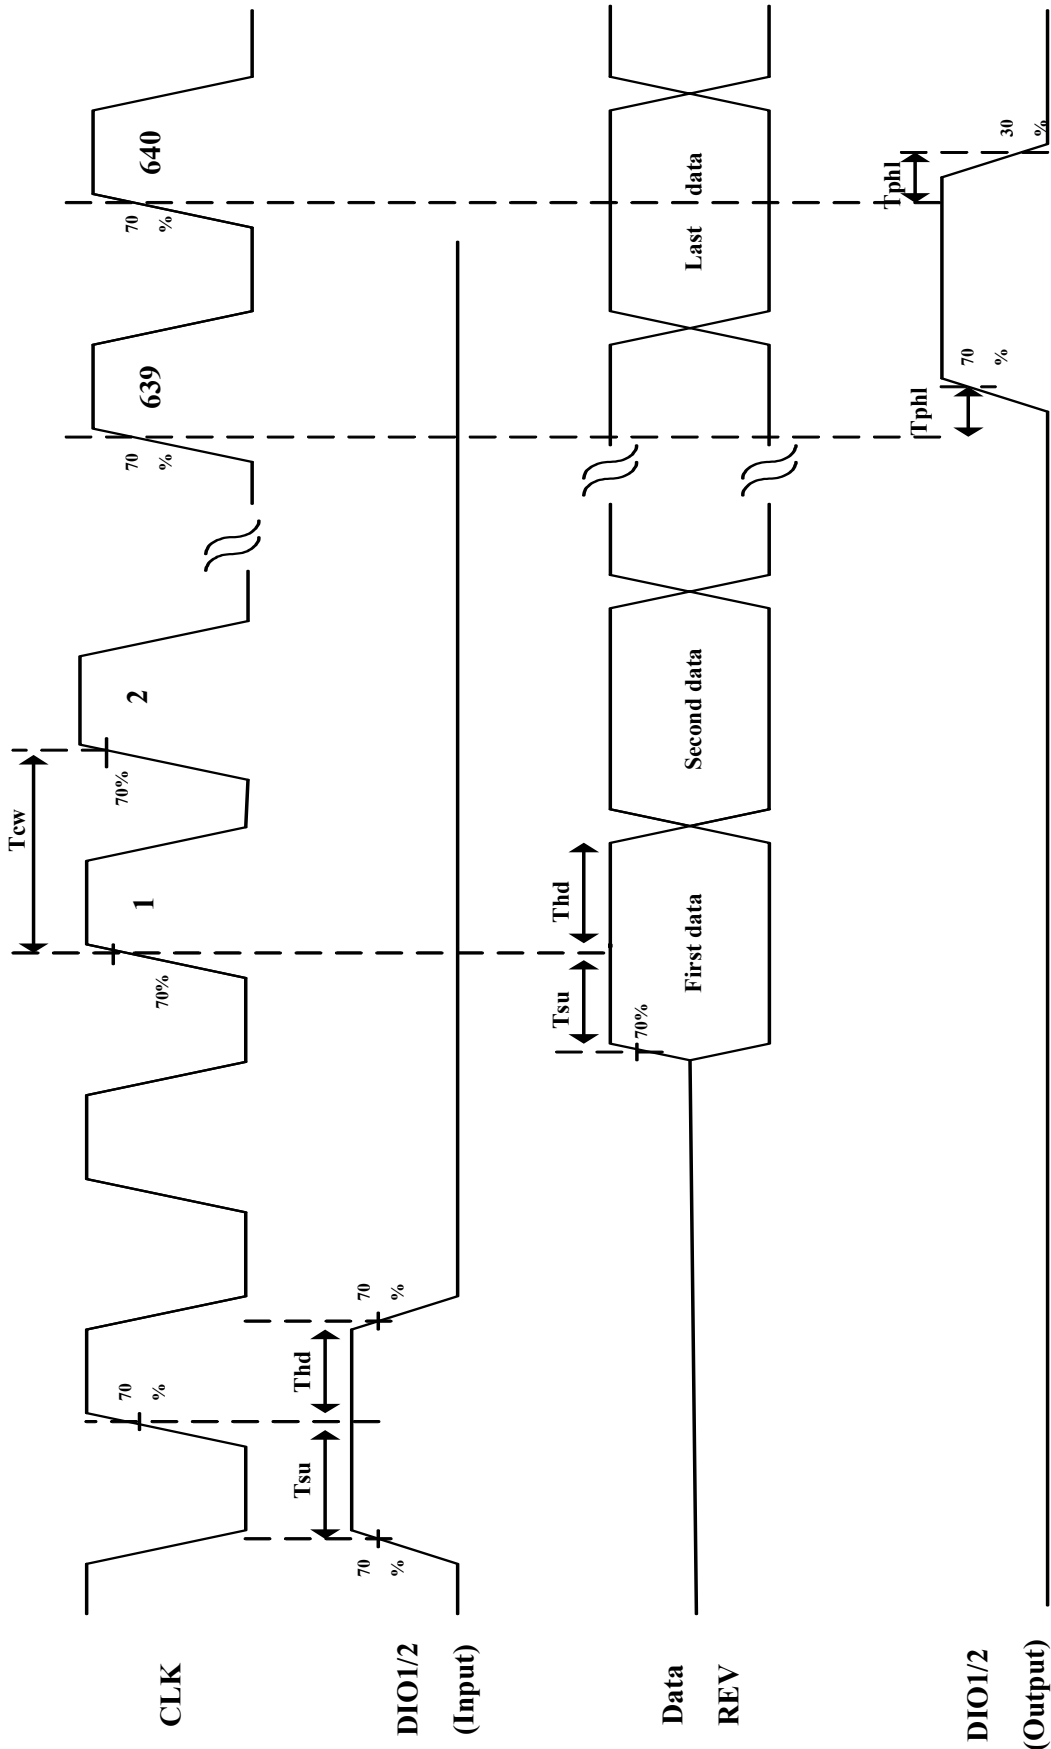 Tcw
70%
1
70%
2
70
%
639
70
%
640
CLK
70
%
Tsu
Thd
70
%
70
%
DIO1/2
(Input)
Tsu
Thd
70%
First data
Second data
Last data
Data
REV
Tphl
70
%
Tphl
30
%
DIO1/2
(Output)